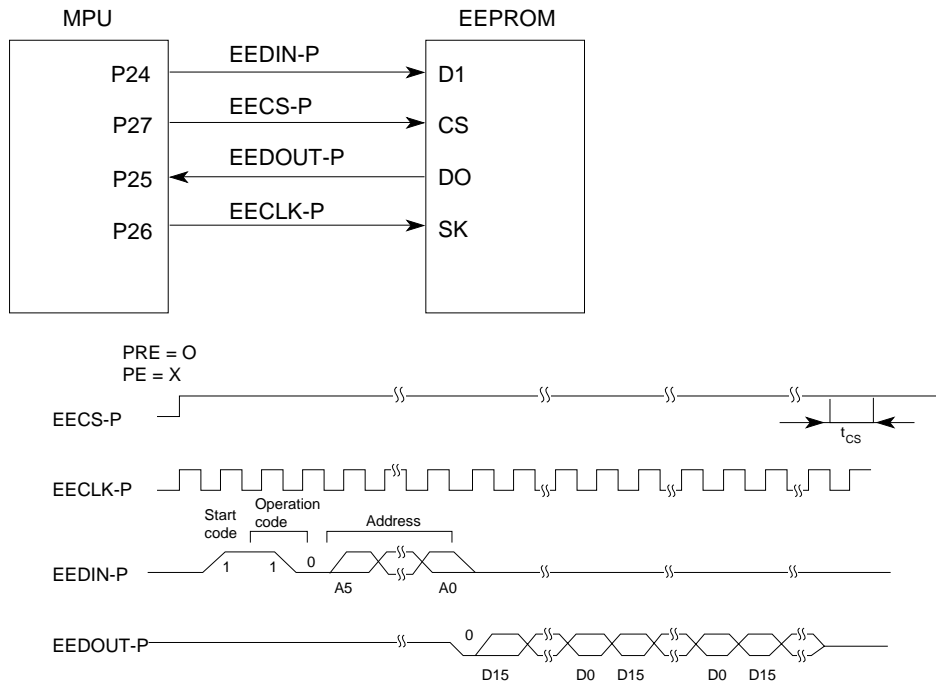 MPU EEPROM
P24 EEDIN-P D1
P27 EECS-P CS
P25 EEDOUT-P DO
P26 EECLK-P SK
PRE = O
PE = X
EECS-P
tCS
EECLK-P
Start code
Operation code
Address
EEDIN-P 1 1 0
A5 A0
EEDOUT-P 0
D15 D0 D15 D0 D15